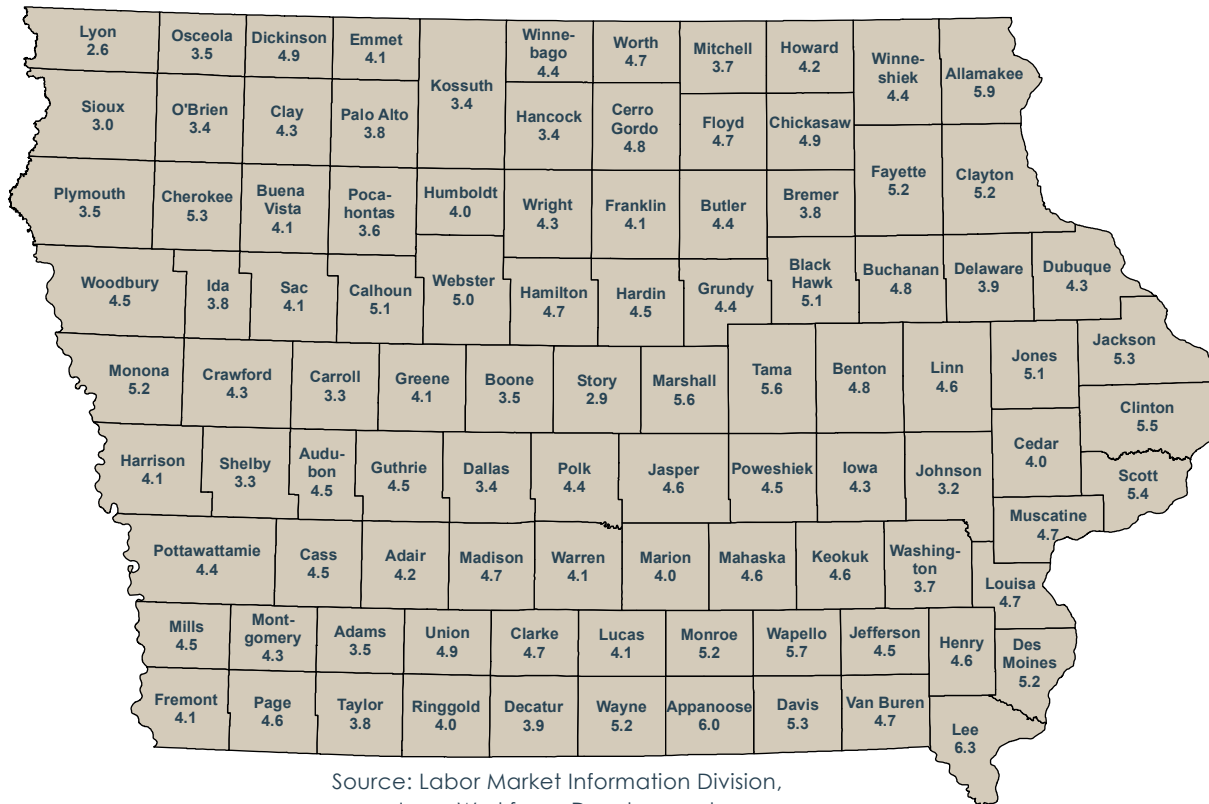 Lyon
2.6
Osceola
3.5
Dickinson
4.9
Emmet
4.1
Kossuth
3.4
Winne-
bago
4.4
Worth
4.7
Mitchell
3.7
Howard
4.2
Winne-
shiek
4.4
Allamakee
5.9
Sioux
3.0
O'Brien
3.4
Clay
4.3
Palo Alto
3.8
Hancock
3.4
Cerro
Gordo
4.8
Floyd
4.7
Chickasaw
4.9
Fayette
5.2
Clayton
5.2
Plymouth
3.5
Cherokee
5.3
Buena
Vista
4.1
Poca-
hontas
3.6
Humboldt
4.0
Wright
4.3
Franklin
4.1
Butler
4.4
Bremer
3.8
Woodbury
4.5
Ida
3.8
Sac
4.1
Calhoun
5.1
Webster
5.0
Hamilton
4.7
Hardin
4.5
Grundy
4.4
Black
Hawk
5.1
Buchanan
4.8
Delaware
3.9
Dubuque
4.3
Monona
5.2
Crawford
4.3
Carroll
3.3
Greene
4.1
Boone
3.5
Story
2.9
Marshall
5.6
Tama
5.6
Benton
4.8
Linn
4.6
Jones
5.1
Jackson
5.3
Clinton
5.5
Harrison
4.1
Shelby
3.3
Audu-
bon
4.5
Guthrie
4.5
Dallas
3.4
Polk
4.4
Jasper
4.6
Poweshiek
4.5
Iowa
4.3
Johnson
3.2
Cedar
4.0
Scott
5.4
Muscatine
4.7
Pottawattamie
4.4
Cass
4.5
Adair
4.2
Madison
4.7
Warren
4.1
Marion
4.0
Mahaska
4.6
Keokuk
4.6
Washing-
ton
3.7
Louisa
4.7
Mills
4.5
Mont-
gomery
4.3
Adams
3.5
Union
4.9
Clarke
4.7
Lucas
4.1
Monroe
5.2
Wapello
5.7
Jefferson
4.5
Henry
4.6
Des
Moines
5.2
Fremont
4.1
Page
4.6
Taylor
3.8
Ringgold
4.0
Decatur
3.9
Wayne
5.2
Appanoose
6.0
Davis
5.3
Van Buren
4.7
Lee
6.3
Source: Labor Market Information Division,